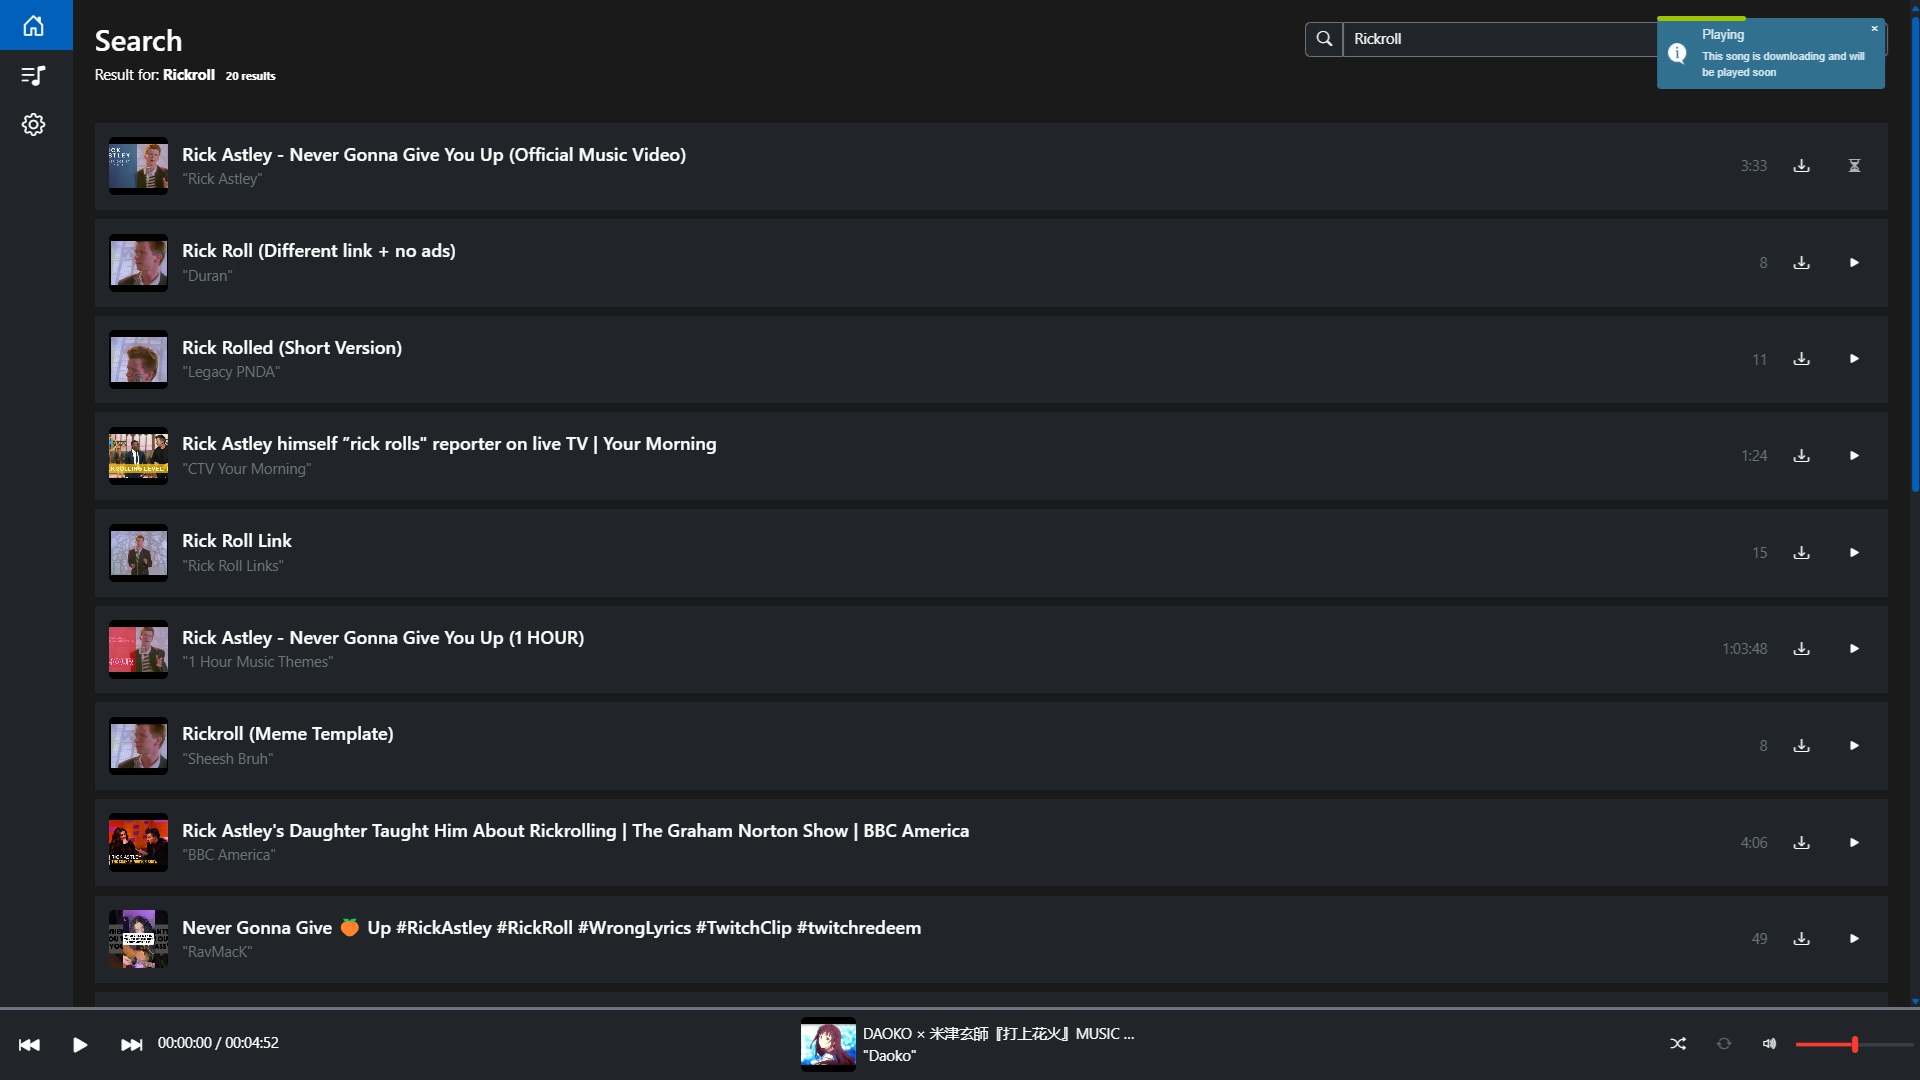 Search
Result for: Rickroll 20 results
Rickroll
Playing
This song is downloading and will
be played soon
Rick Astley - Never Gonna Give You Up (Official Music Video)
"Rick Astley"
3:33
Rick Roll (Different link + no ads)
"Duran"
8
Rick Rolled (Short Version)
"Legacy PNDA"
11
Rick Astley himself ”rick rolls" reporter on live TV | Your Morning
"CTV Your Morning"
1:24
Rick Roll Link
"Rick Roll Links"
15
Rick Astley - Never Gonna Give You Up (1 HOUR)
"1 Hour Music Themes"
1:03:48
Rickroll (Meme Template)
"Sheesh Bruh"
8
Rick Astley's Daughter Taught Him About Rickrolling | The Graham Norton Show | BBC America
"BBC America"
4:06
Never Gonna Give 🍊 Up #RickAstley #RickRoll #WrongLyrics #TwitchClip #twitchredeem
"RavMacK"
49
00:00:00 / 00:04:52
DAOKO × 米津玄師『打上花火』MUSIC ...
"Daoko"